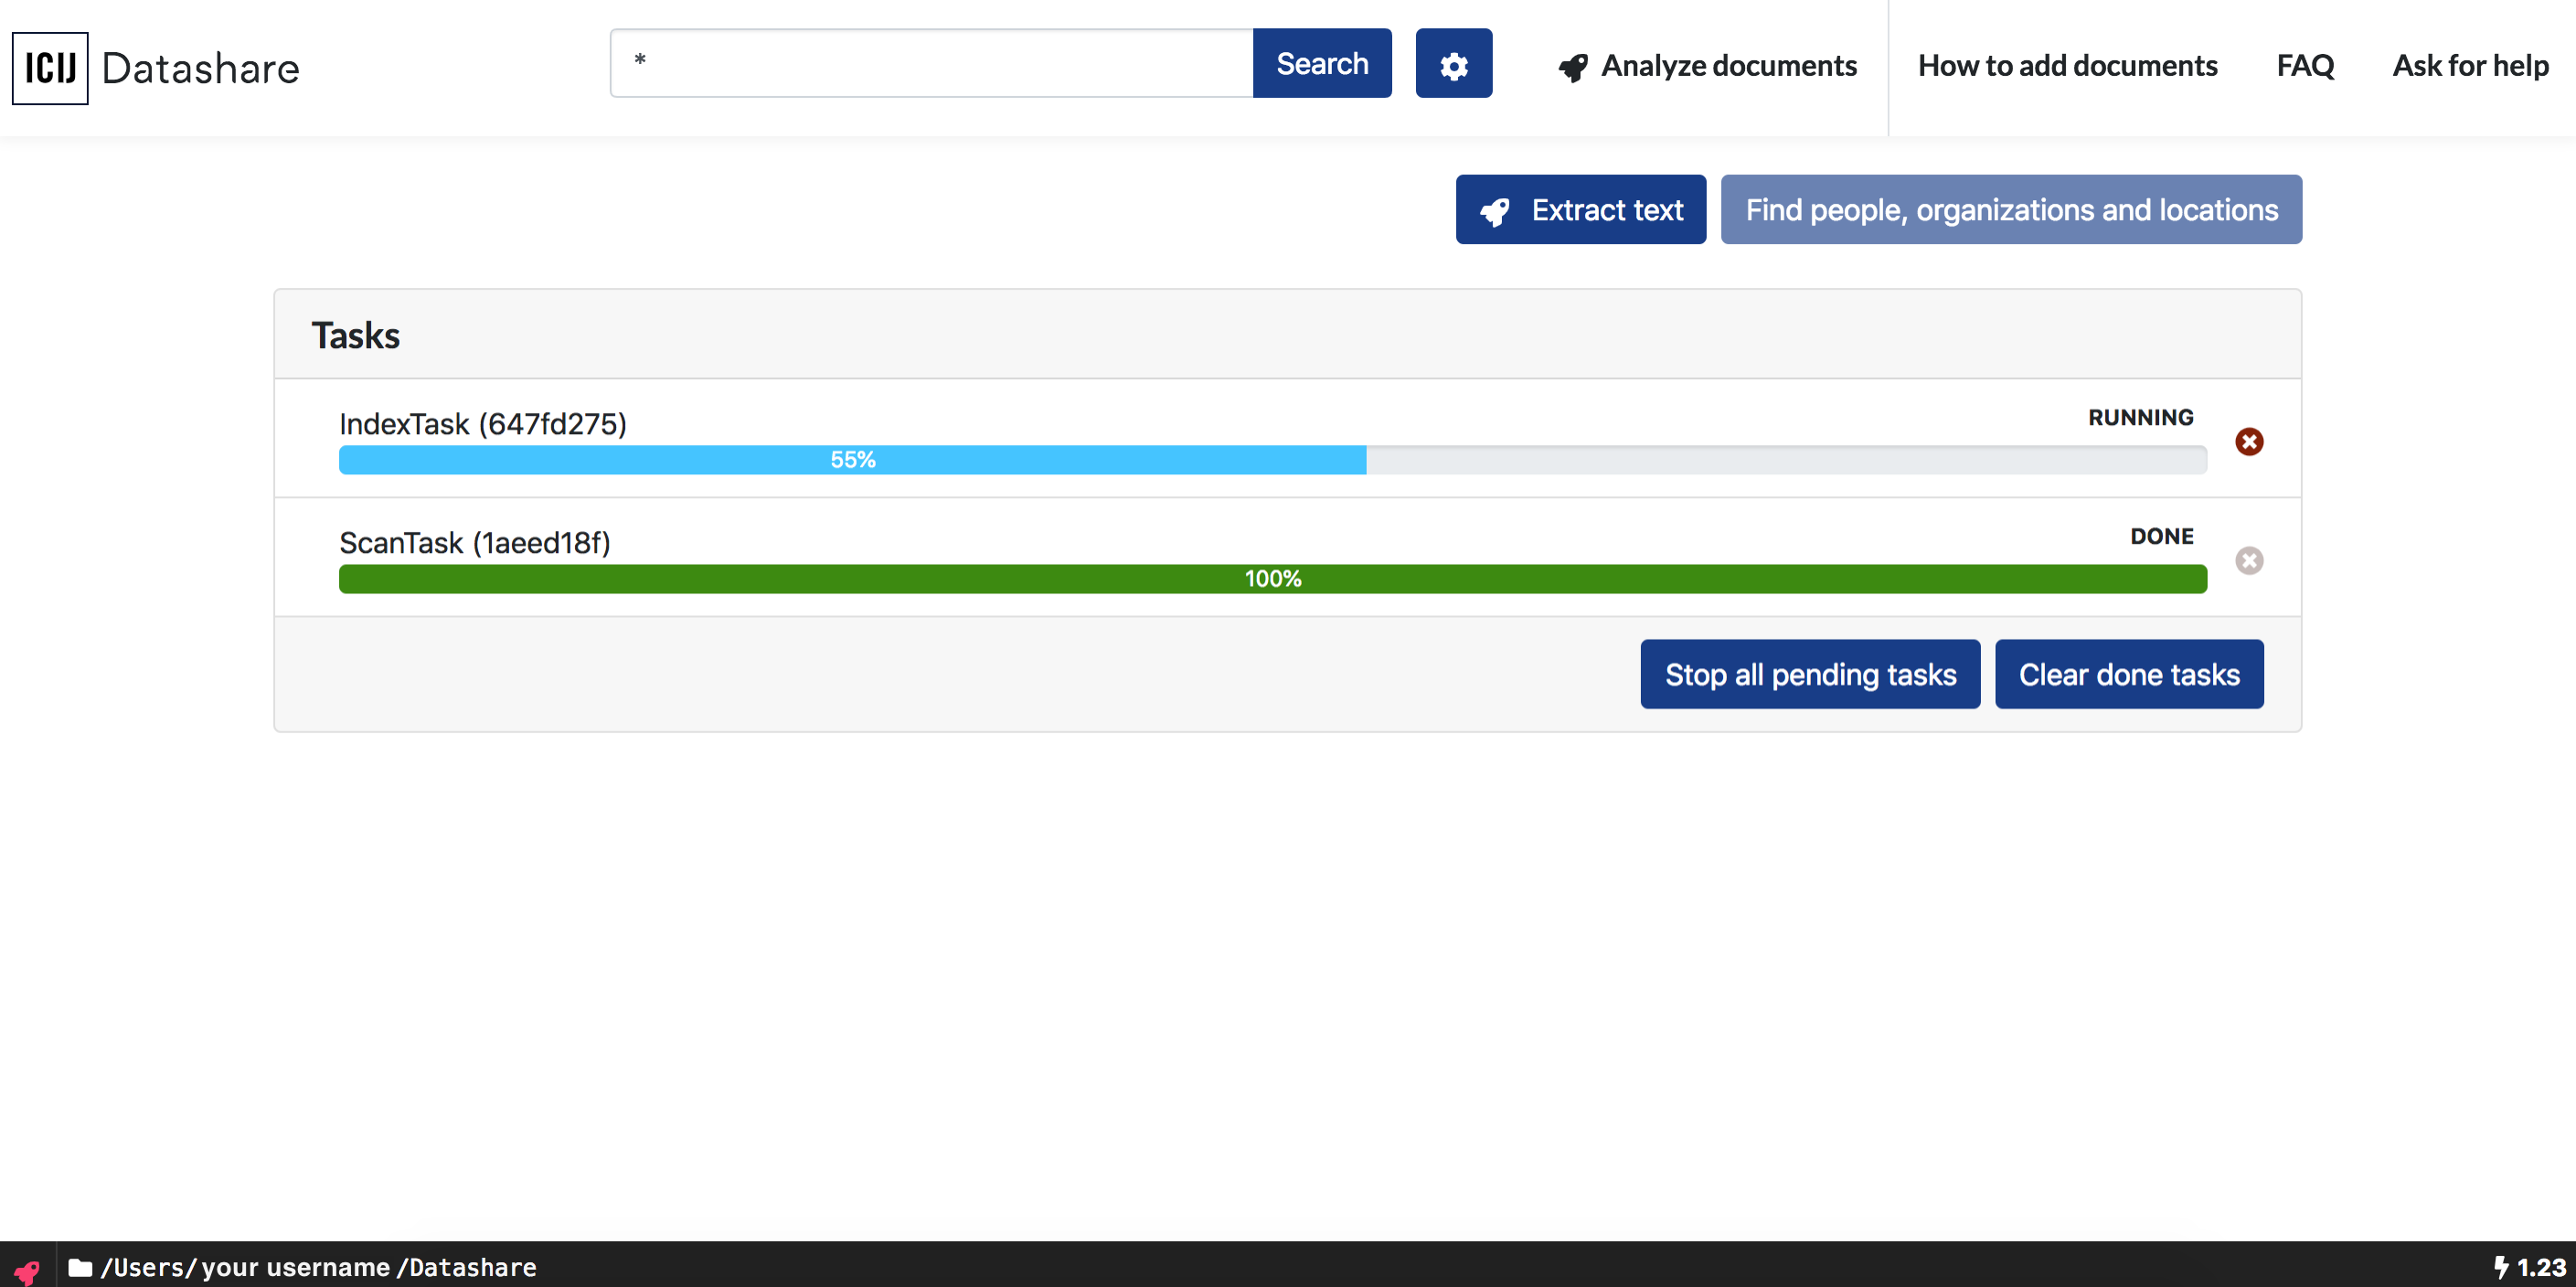 ICIJ Datashare
*
Search
Analyze documents
How to add documents
FAQ
Ask for help
Extract text
Find people, organizations and locations
Tasks
IndexTask (647fd275)
RUNNING
55%
ScanTask (1aeed18f)
DONE
100%
Stop all pending tasks
Clear done tasks
/Users/your username/Datashare
1.23